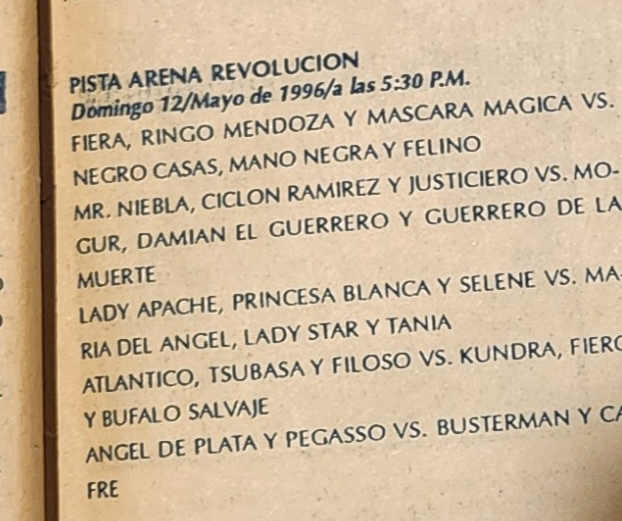 PISTA ARENA REVOLUCION
Domingo 12/Mayo de 1996/a las 5:30 P.M.
FIERA, RINGO MENDOZA Y MASCARA MAGICA VS.
NEGRO CASAS, MANO NEGRA Y FELINO
MR. NIEBLA, CICLON RAMIREZ Y JUSTICIERO VS. MO-
GUR, DAMIAN EL GUERRERO Y GUERRERO DE LA
MUERTE
LADY APACHE, PRINCESA BLANCA Y SELENE VS. MA-
RIA DEL ANGEL, LADY STAR Y TANIA
ATLANTICO, TSUBASA Y FILOSO VS. KUNDRA, FIERO
Y BUFALO SALVAJE
ANGEL DE PLATA Y PEGASSO VS. BUSTERMAN Y CA
FRE